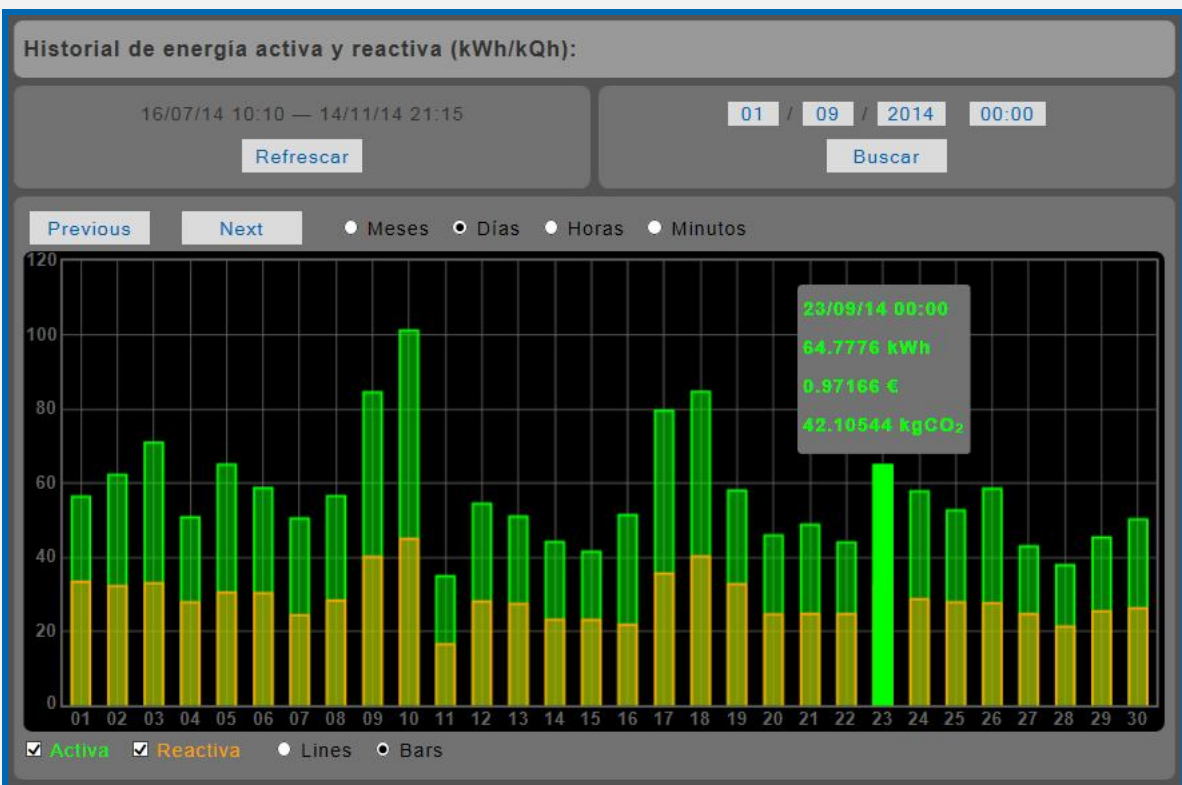 Historial de energía activa y reactiva (kWh/kQh):
16/07/14 10:10 — 14/11/14 21:15
Refrescar
01 / 09 / 2014 00:00
Buscar
Previous Next Meses Días Horas Minutos
120
100
80
60
40
20
0
23/09/14 00:00
64.7776 kWh
0.97166 €
42.10544 kgCO₂
01 02 03 04 05 06 07 08 09 10 11 12 13 14 15 16 17 18 19 20 21 22 23 24 25 26 27 28 29 30
Activa Reactiva Lines Bars